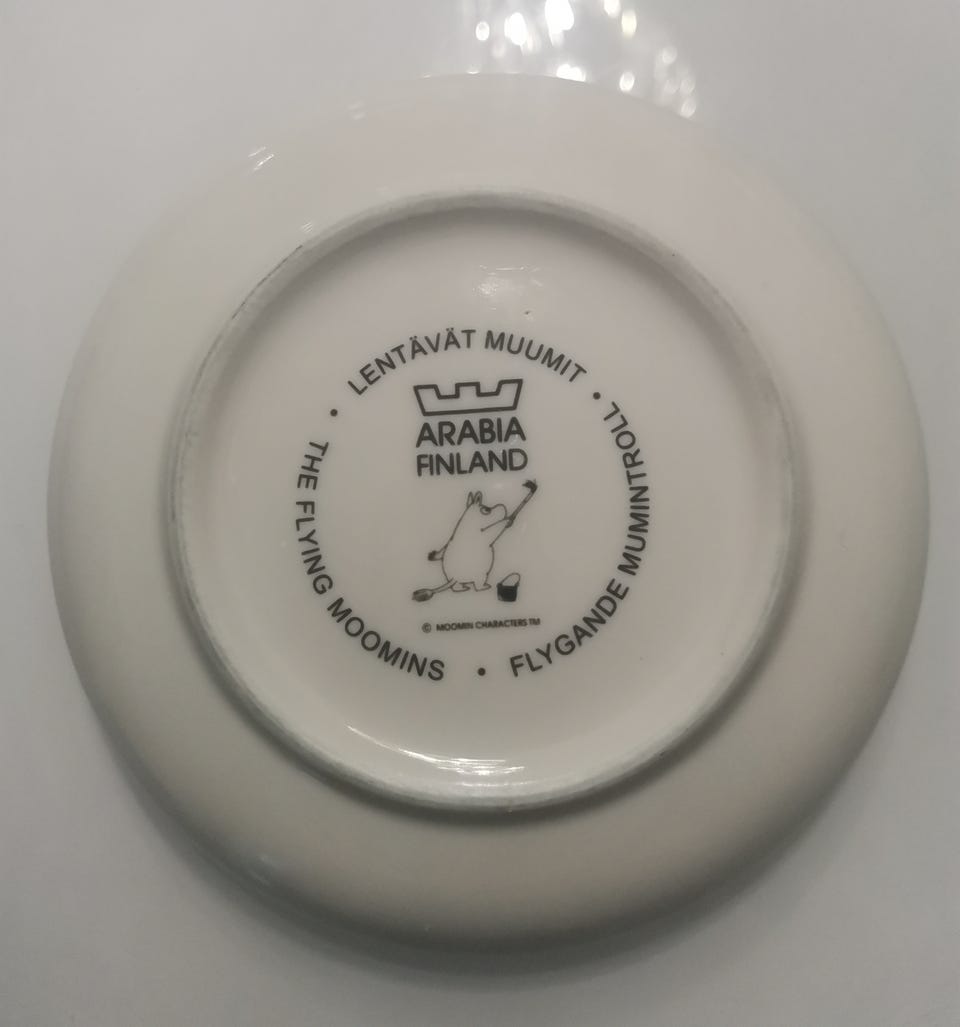 LENTÄVÄT MUUMIT •
FLYGANDE MUMINTROLL •
THE FLYING MOOMINS •
ARABIA
FINLAND
© MOOMIN CHARACTERS TM